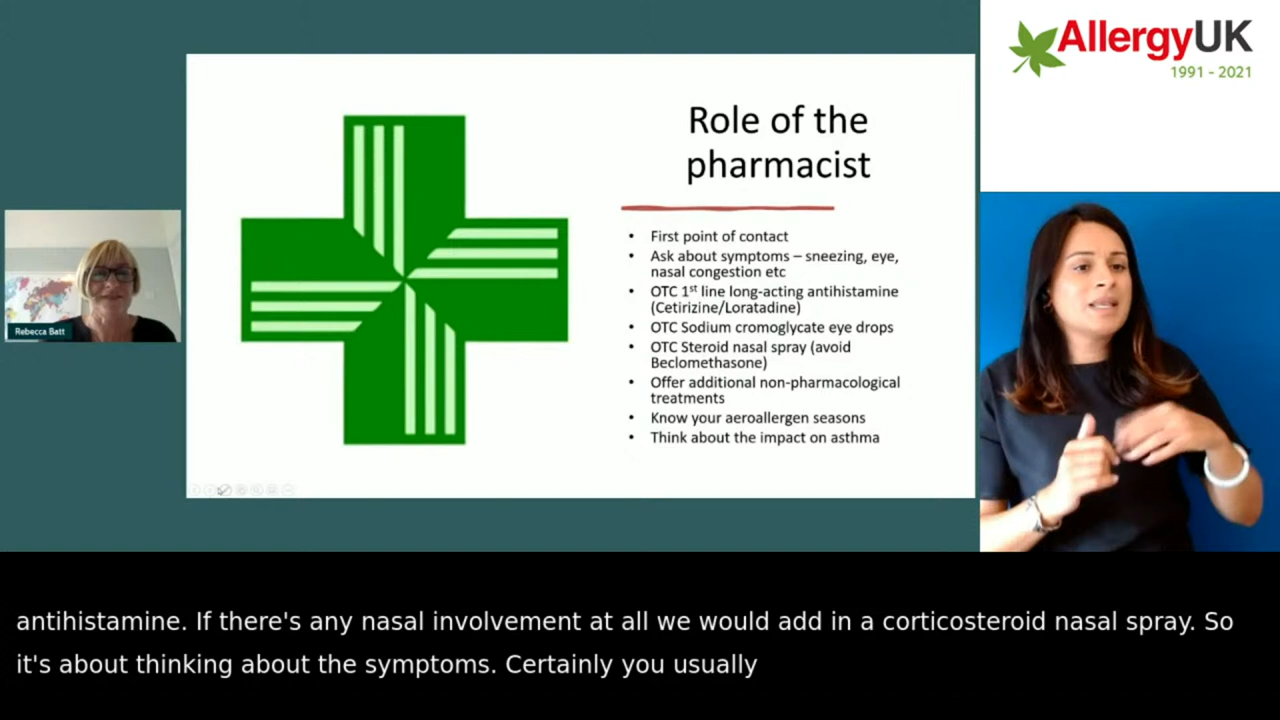 AllergyUK
1991 - 2021
Role of the
pharmacist
• First point of contact
• Ask about symptoms – sneezing, eye,
nasal congestion etc
• OTC 1st line long-acting antihistamine
(Cetirizine/Loratadine)
• OTC Sodium cromoglycate eye drops
• OTC Steroid nasal spray (avoid
Beclomethasone)
• Offer additional non-pharmacological
treatments
• Know your aeroallergen seasons
• Think about the impact on asthma
Rebecca Batt
antihistamine. If there's any nasal involvement at all we would add in a corticosteroid nasal spray. So
it's about thinking about the symptoms. Certainly you usually